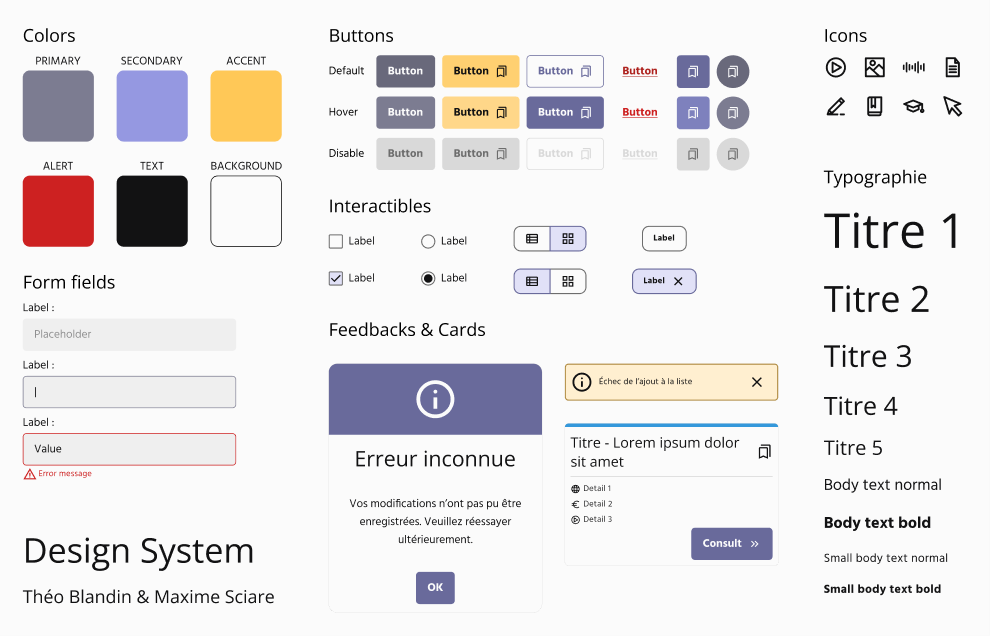 Colors
PRIMARY SECONDARY ACCENT
ALERT TEXT BACKGROUND
Form fields
Label :
Placeholder
Label :
Label :
Value
Error message
Design System
Théo Blandin & Maxime Sciare
Buttons
Default Button Button Button Button
Hover Button Button Button Button
Disable Button Button Button Button
Interactibles
Label Label Label
Label Label Label
Feedbacks & Cards
Erreur inconnue
Vos modifications n'ont pas pu être
enregistrées. Veuillez réessayer
ultérieurement.
OK
Échec de l'ajout à la liste
Titre - Lorem ipsum dolor
sit amet
Detail 1
Detail 2
Detail 3
Consult
Icons
Typographie
Titre 1
Titre 2
Titre 3
Titre 4
Titre 5
Body text normal
Body text bold
Small body text normal
Small body text bold